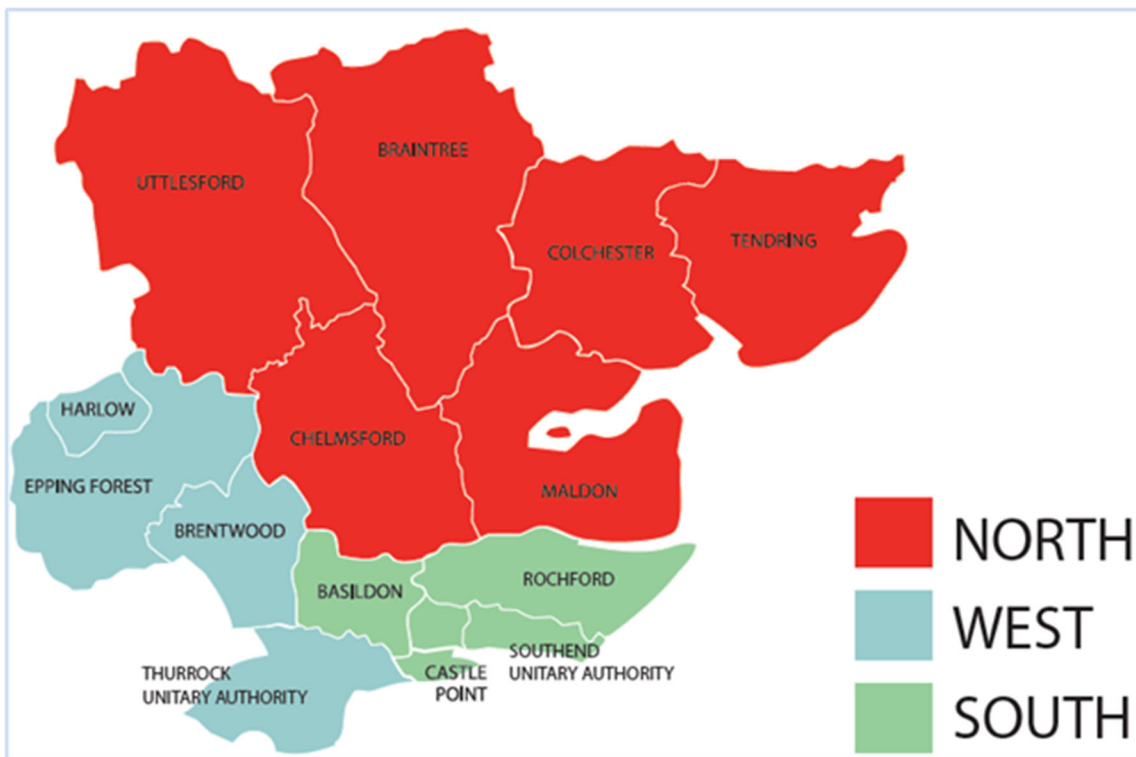 BRAINTREE
UTTLESFORD
TENDRING
COLCHESTER
HARLOW
CHELMSFORD
EPPING FOREST
MALDON
BRENTWOOD
NORTH
BASILDON
ROCHFORD
WEST
SOUTHEND
UNITARY AUTHORITY
THURROCK
UNITARY AUTHORITY
CASTLE
POINT
SOUTH